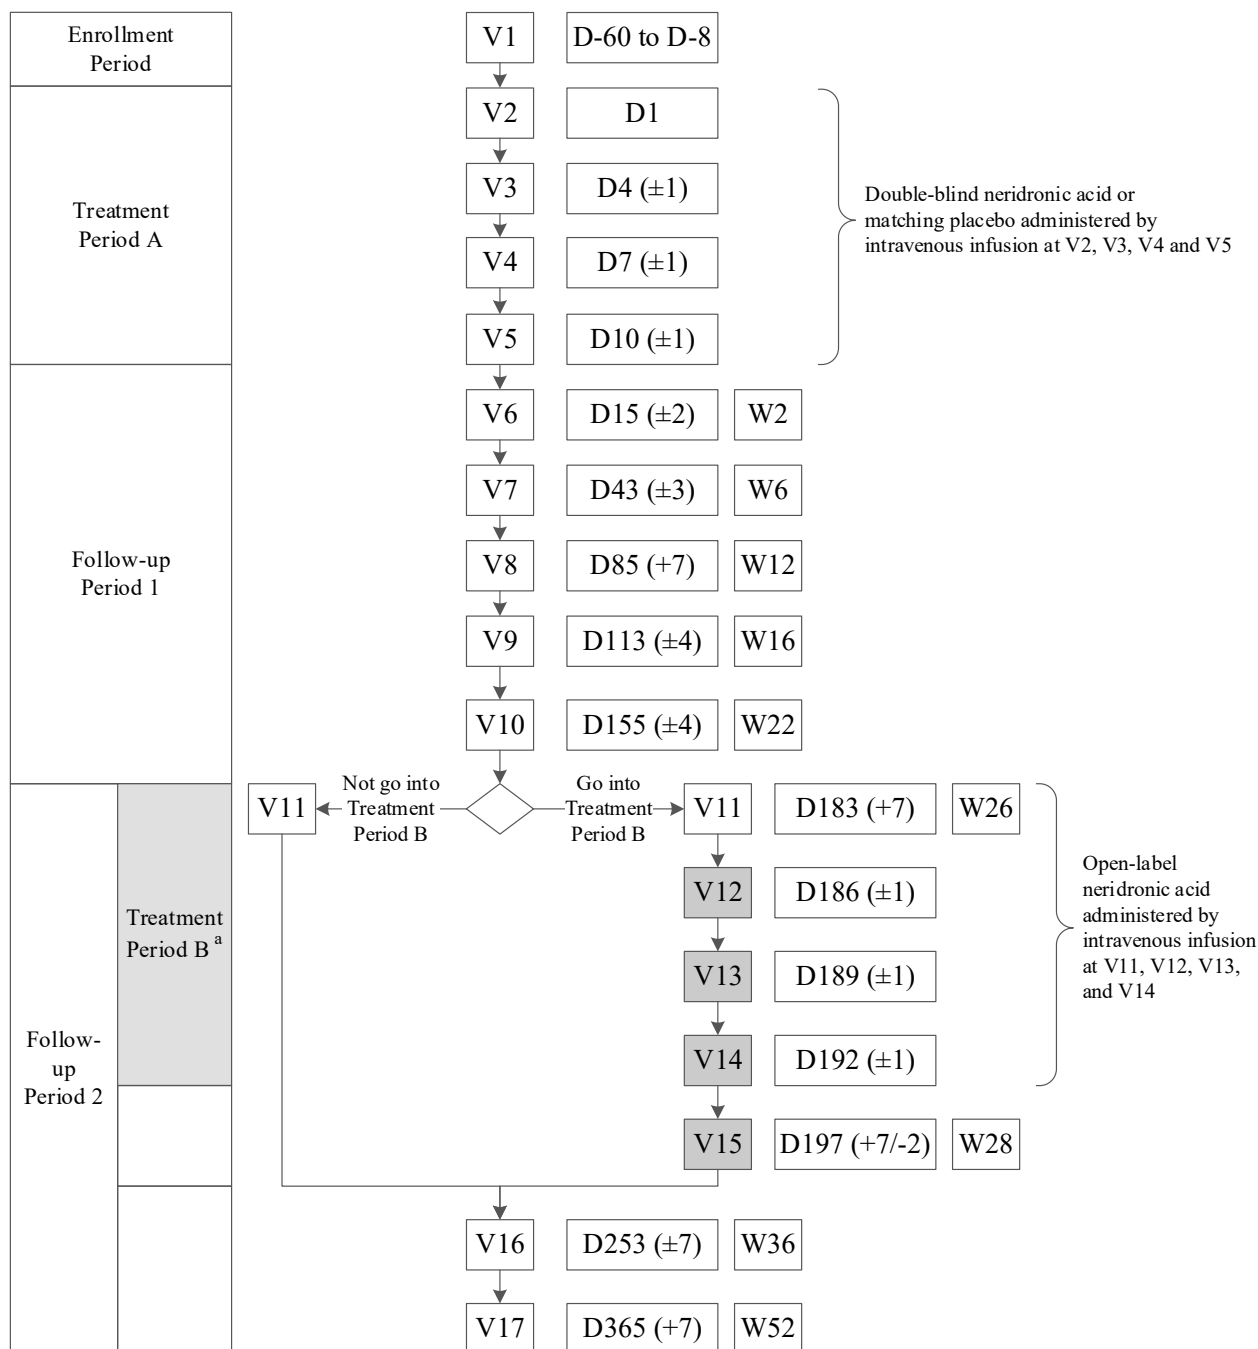 Enrollment
Period
V1
D-60 to D-8
Treatment
Period A
V2
D1
V3
D4 (±1)
V4
D7 (±1)
V5
D10 (±1)
Double-blind neridronic acid or
matching placebo administered by
intravenous infusion at V2, V3, V4 and V5
Follow-up
Period 1
V6
D15 (±2)
W2
V7
D43 (±3)
W6
V8
D85 (+7)
W12
V9
D113 (±4)
W16
V10
D155 (±4)
W22
Follow-
up
Period 2
Treatment
Period B a
V11
Not go into
Treatment
Period B
Go into
Treatment
Period B
V11
D183 (+7)
W26
V12
D186 (±1)
V13
D189 (±1)
V14
D192 (±1)
Open-label
neridronic acid
administered by
intravenous infusion
at V11, V12, V13,
and V14
V15
D197 (+7/-2)
W28
V16
D253 (±7)
W36
V17
D365 (+7)
W52